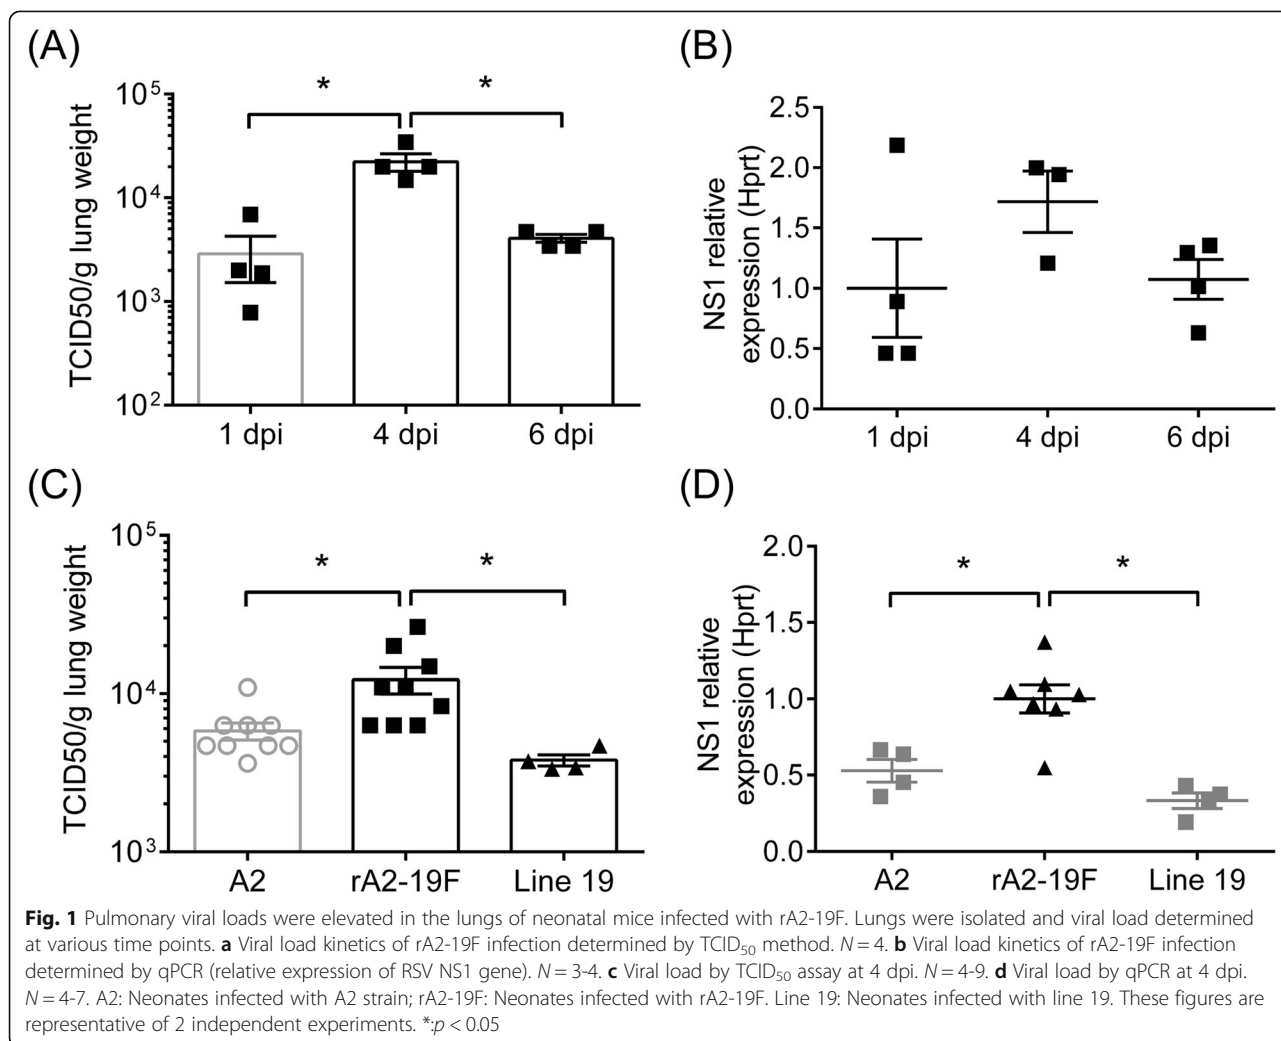 (A)
*
*
TCID50/g lung weight
10^5
10^4
10^3
10^2
1 dpi
4 dpi
6 dpi
(B)
NS1 relative
expression (Hprt)
2.5
2.0
1.5
1.0
0.5
0.0
1 dpi
4 dpi
6 dpi
(C)
*
*
TCID50/g lung weight
10^5
10^4
10^3
A2
rA2-19F
Line 19
(D)
*
*
NS1 relative
expression (Hprt)
2.0
1.5
1.0
0.5
0.0
A2
rA2-19F
Line 19
Fig. 1 Pulmonary viral loads were elevated in the lungs of neonatal mice infected with rA2-19F. Lungs were isolated and viral load determined
at various time points. a Viral load kinetics of rA2-19F infection determined by TCID50 method. N = 4. b Viral load kinetics of rA2-19F infection
determined by qPCR (relative expression of RSV NS1 gene). N = 3-4. c Viral load by TCID50 assay at 4 dpi. N = 4-9. d Viral load by qPCR at 4 dpi.
N = 4-7. A2: Neonates infected with A2 strain; rA2-19F: Neonates infected with rA2-19F. Line 19: Neonates infected with line 19. These figures are
representative of 2 independent experiments. *:p < 0.05